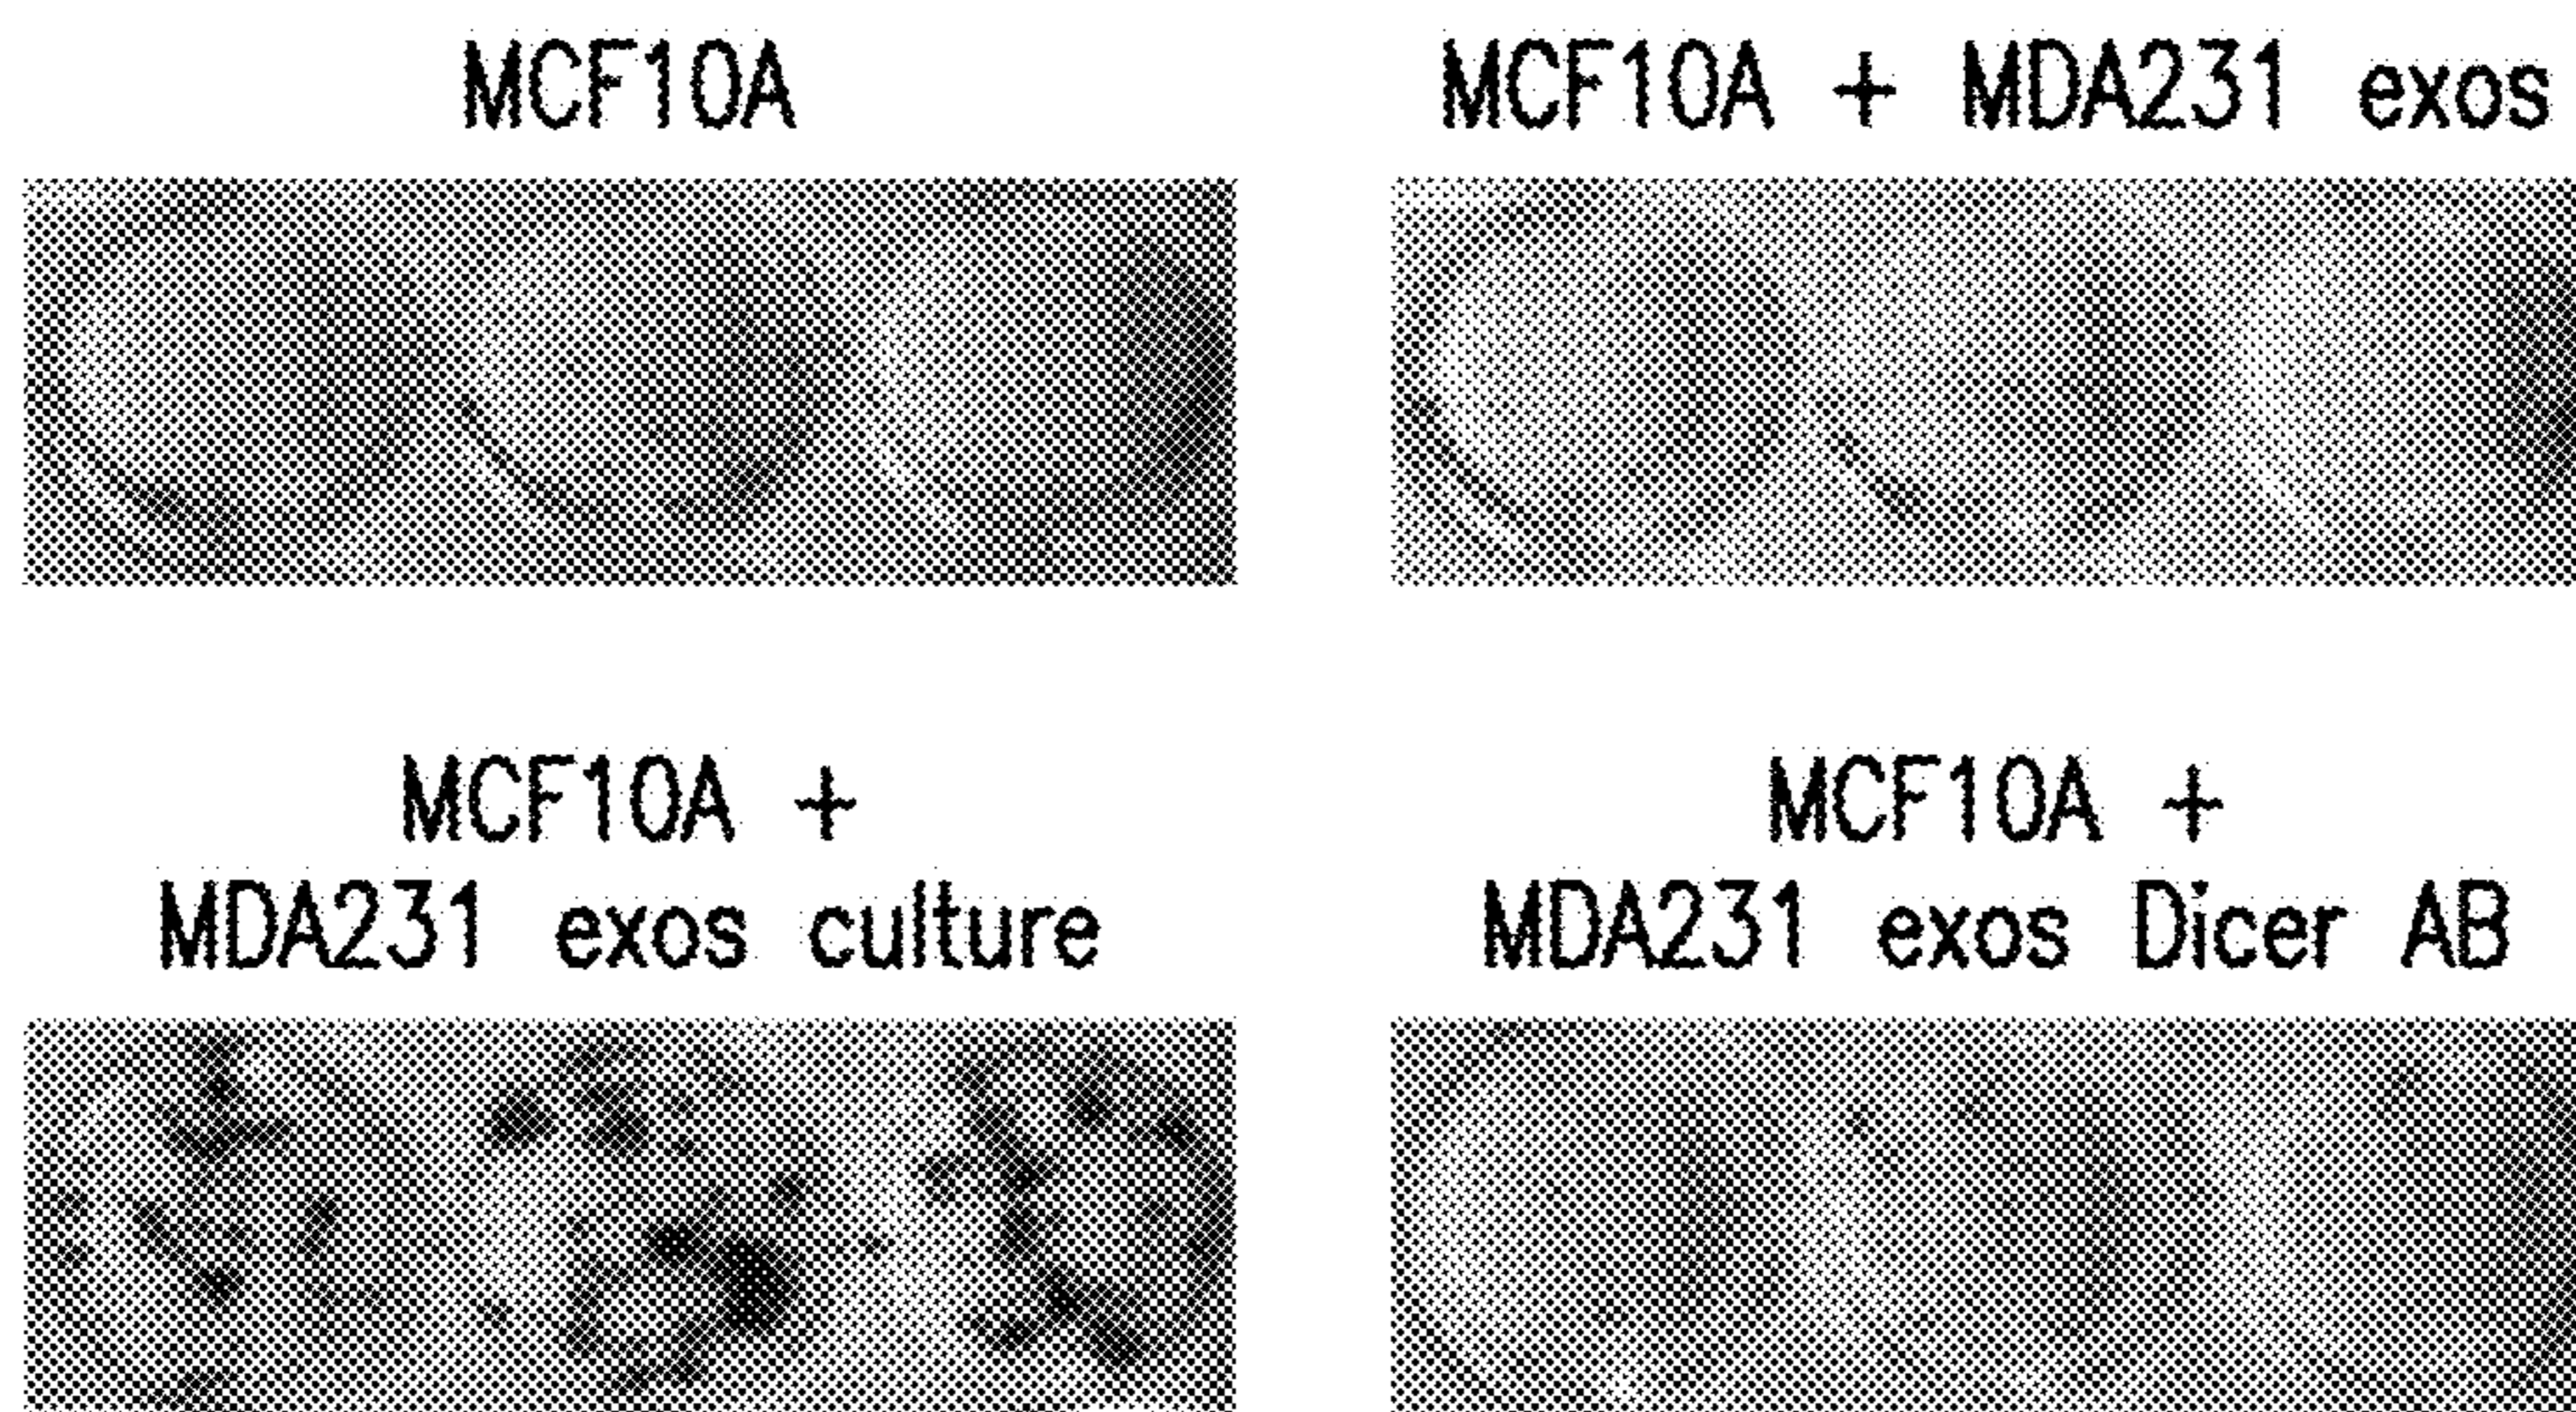 MCF10A
MCF10A + MDA231 exos
MCF10A +
MDA231 exos culture
MCF10A +
MDA231 exos Dicer AB